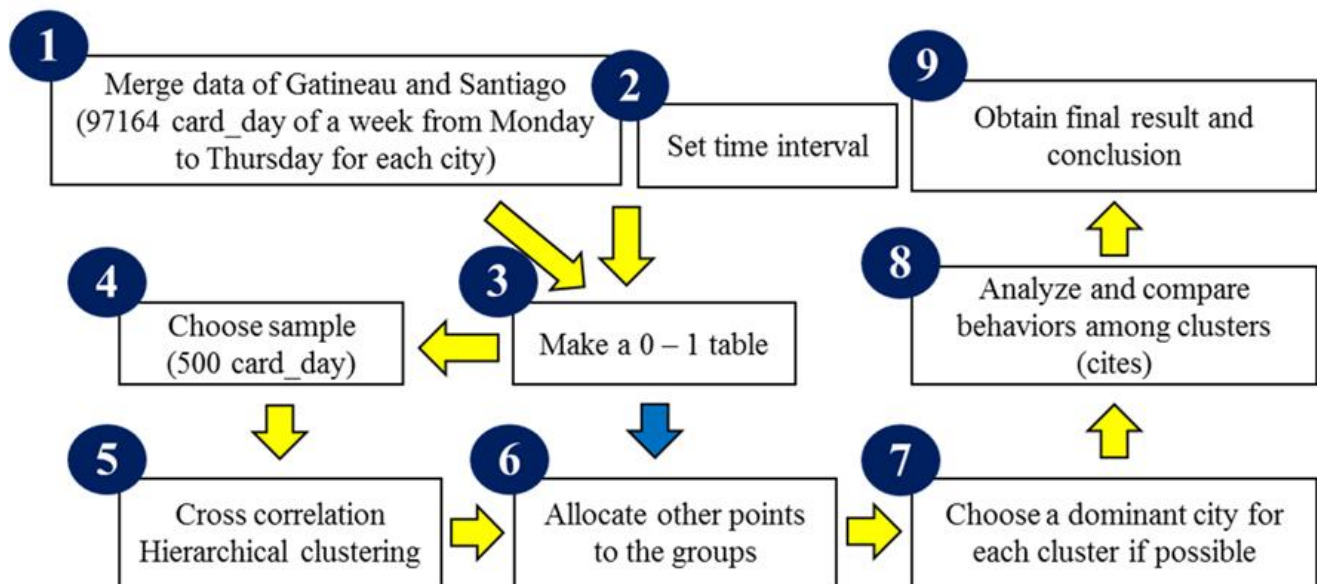 1
Merge data of Gatineau and Santiago
(97164 card_day of a week from Monday
to Thursday for each city)
2
Set time interval
3
Make a 0 – 1 table
4
Choose sample
(500 card_day)
5
Cross correlation
Hierarchical clustering
6
Allocate other points
to the groups
7
Choose a dominant city for
each cluster if possible
8
Analyze and compare
behaviors among clusters
(cites)
9
Obtain final result and
conclusion